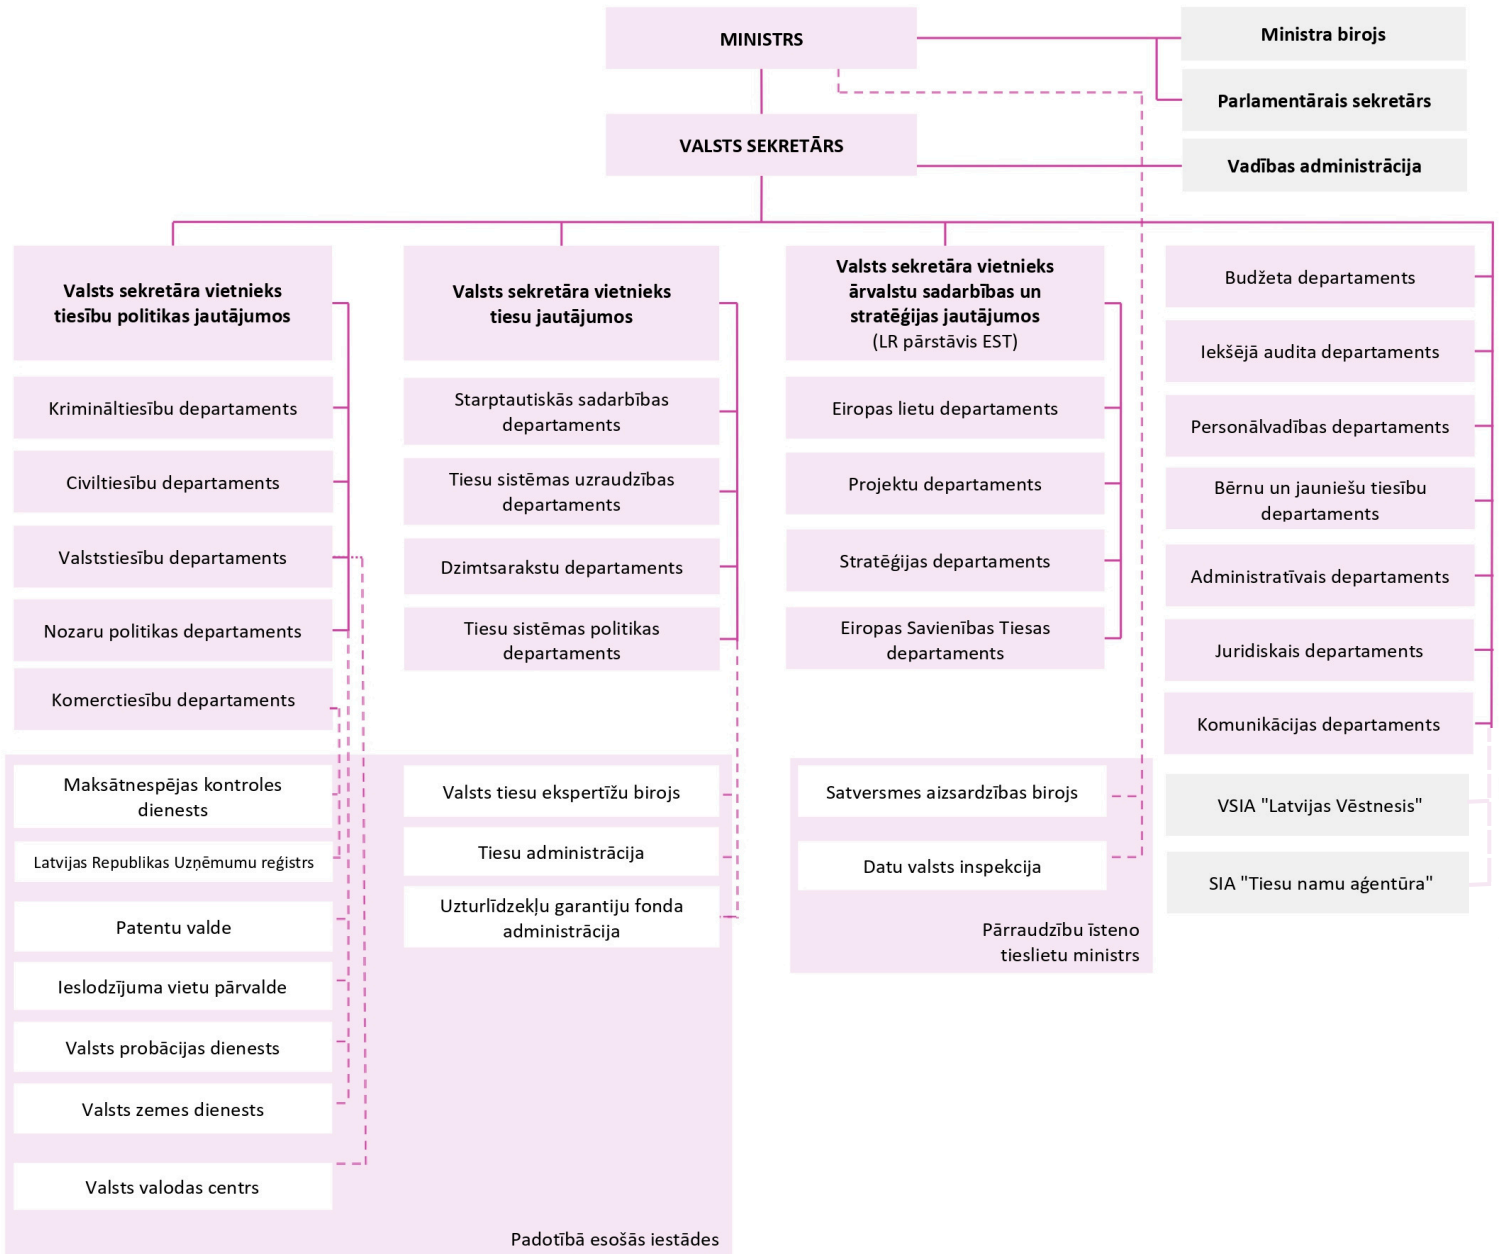 MINISTRS
Ministra birojs
Parlamentārais sekretārs
VALSTS SEKRETĀRS
Vadības administrācija
Valsts sekretāra vietnieks
tiesību politikas jautājumos
Krimināltiesību departaments
Civiltiesību departaments
Valststiesību departaments
Nozaru politikas departaments
Komerctiesību departaments
Maksātnespējas kontroles
dienests
Latvijas Republikas Uzņēmumu reģistrs
Patentu valde
Ieslodzījuma vietu pārvalde
Valsts probācijas dienests
Valsts zemes dienests
Valsts valodas centrs
Valsts sekretāra vietnieks
tiesu jautājumos
Starptautiskās sadarbības
departaments
Tiesu sistēmas uzraudzības
departaments
Dzimtsarakstu departaments
Tiesu sistēmas politikas
departaments
Valsts tiesu ekspertīžu birojs
Tiesu administrācija
Uzturlīdzekļu garantiju fonda
administrācija
Padotībā esošās iestādes
Valsts sekretāra vietnieks
ārvalstu sadarbības un
stratēģijas jautājumos
(LR pārstāvis EST)
Eiropas lietu departaments
Projektu departaments
Stratēģijas departaments
Eiropas Savienības Tiesas
departaments
Satversmes aizsardzības birojs
Datu valsts inspekcija
Pārraudzību īsteno
tieslietu ministrs
Budžeta departaments
Iekšējā audita departaments
Personālvadības departaments
Bērnu un jauniešu tiesību
departaments
Administratīvais departaments
Juridiskais departaments
Komunikācijas departaments
VSIA "Latvijas Vēstnesis"
SIA "Tiesu namu aģentūra"